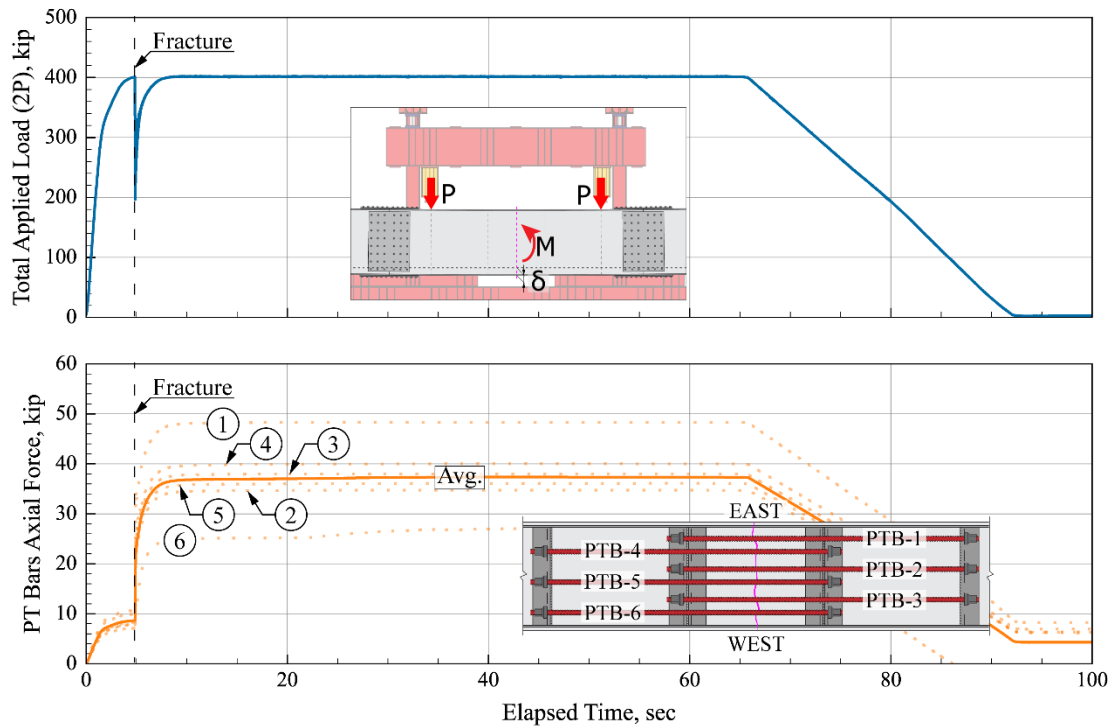 500
400
300
200
100
0
Total Applied Load (2P), kip
Fracture
P
P
M
δ
60
50
40
30
20
10
0
PT Bars Axial Force, kip
Fracture
1
4
3
Avg.
5
2
6
EAST
PTB-1
PTB-4
PTB-2
PTB-5
PTB-3
PTB-6
WEST
0 20 40 60 80 100
Elapsed Time, sec